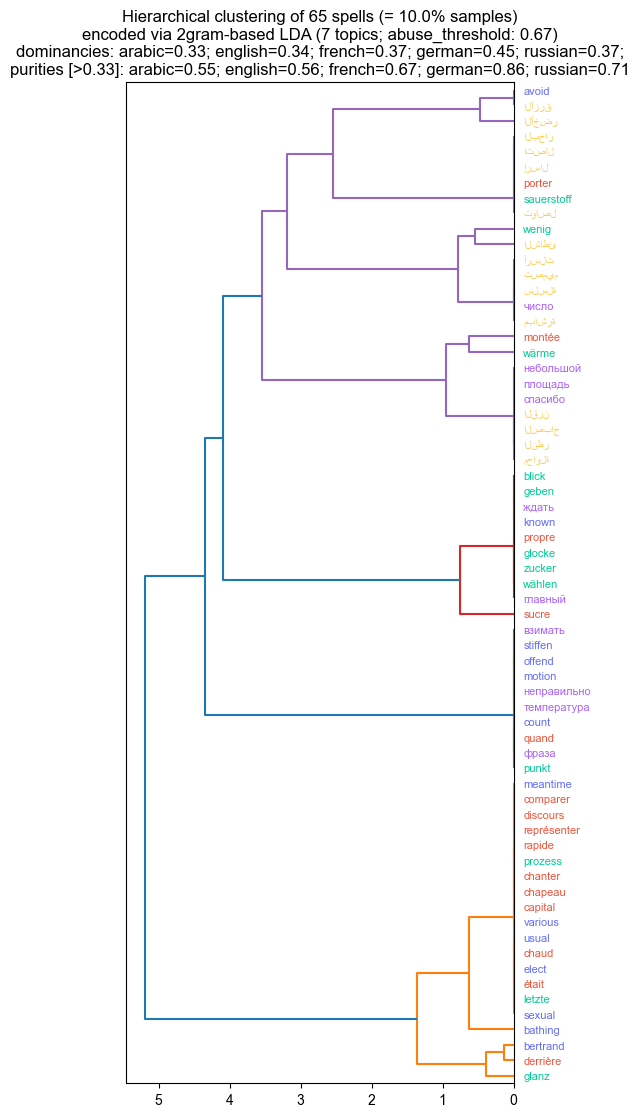 Hierarchical clustering of 65 spells (= 10.0% samples)
encoded via 2gram-based LDA (7 topics; abuse_threshold: 0.67)
dominancies: arabic=0.33; english=0.34; french=0.37; german=0.45; russian=0.37;
purities [>0.33]: arabic=0.55; english=0.56; french=0.67; german=0.86; russian=0.71
avoid
الأزرق
الأخضر
البخار
اتصال
إرسال
porter
sauerstoff
تواصل
wenig
الشاطئ
أرسلت
تصميم
سلسلة
число
مباشرة
montée
wärme
небольшой
площадь
спасибо
القرن
الصباح
النظر
محاولة
blick
geben
ждать
known
propre
glocke
zucker
wählen
главный
sucre
взимать
stiffen
offend
motion
неправильно
температура
count
quand
фраза
punkt
meantime
comparer
discours
représenter
rapide
prozess
chanter
chapeau
capital
various
usual
chaud
elect
était
letzte
sexual
bathing
bertrand
derrière
glanz
5 4 3 2 1 0